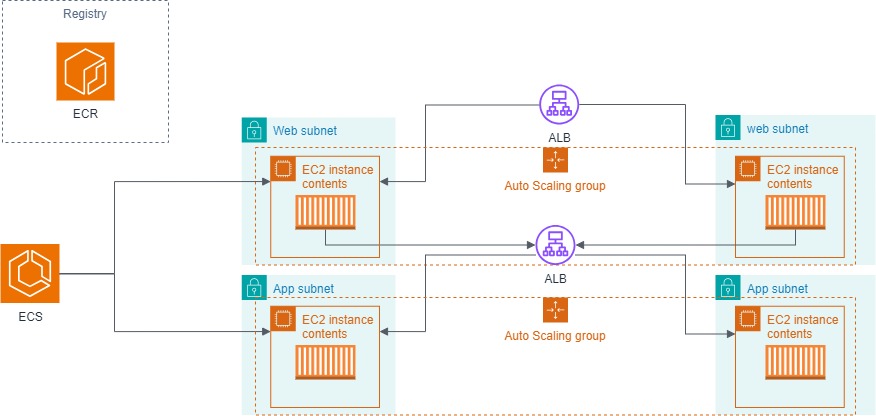 Registry
ECR
ALB
Web subnet
web subnet
EC2 instance
contents
Auto Scaling group
EC2 instance
contents
ALB
ECS
App subnet
App subnet
EC2 instance
contents
Auto Scaling group
EC2 instance
contents